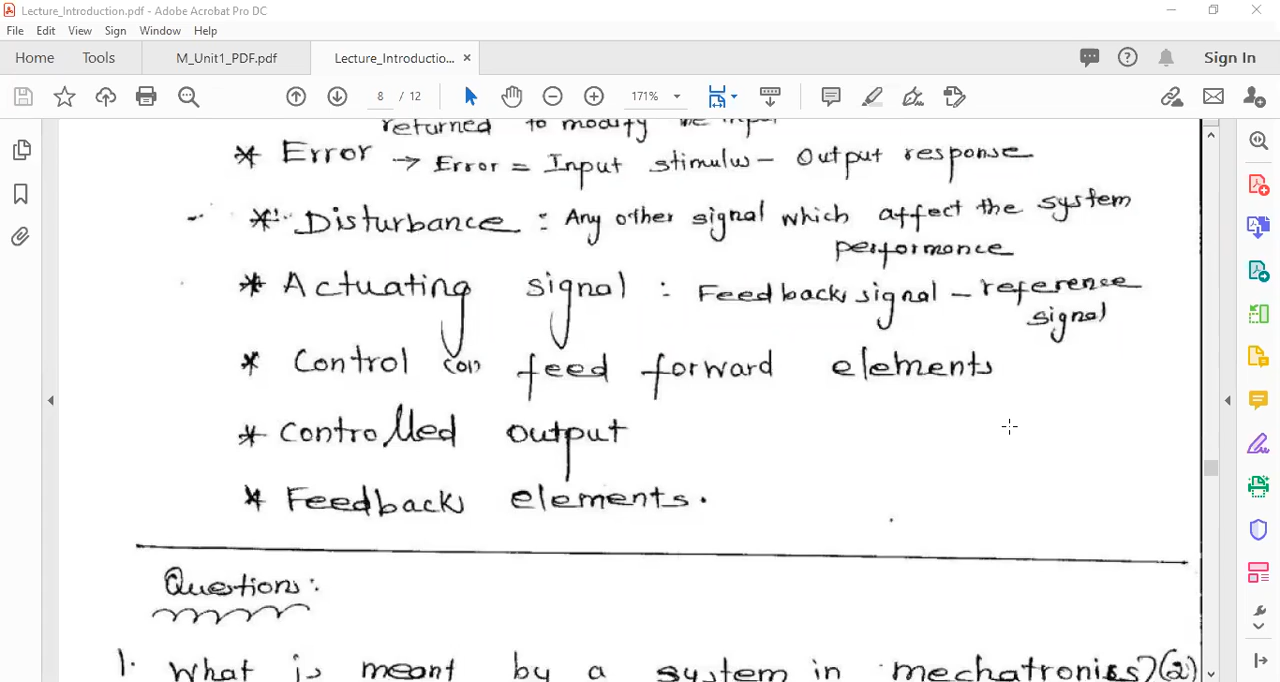 Lecture_Introduction.pdf - Adobe Acrobat Pro DC
File Edit View Sign Window Help
Home Tools M_Unit1_PDF.pdf Lecture_Introductio... × Sign In
8 / 12 171%
returned to modify the input
* Error → Error = Input stimulus - Output response
* Disturbance : Any other signal which affect the system
performance
* Actuating signal : Feedback signal - reference
signal
* Control (or) feed forward elements
* Controlled output
* Feedback elements.
Questions:
1. What is meant by a system in mechatronics? (2)